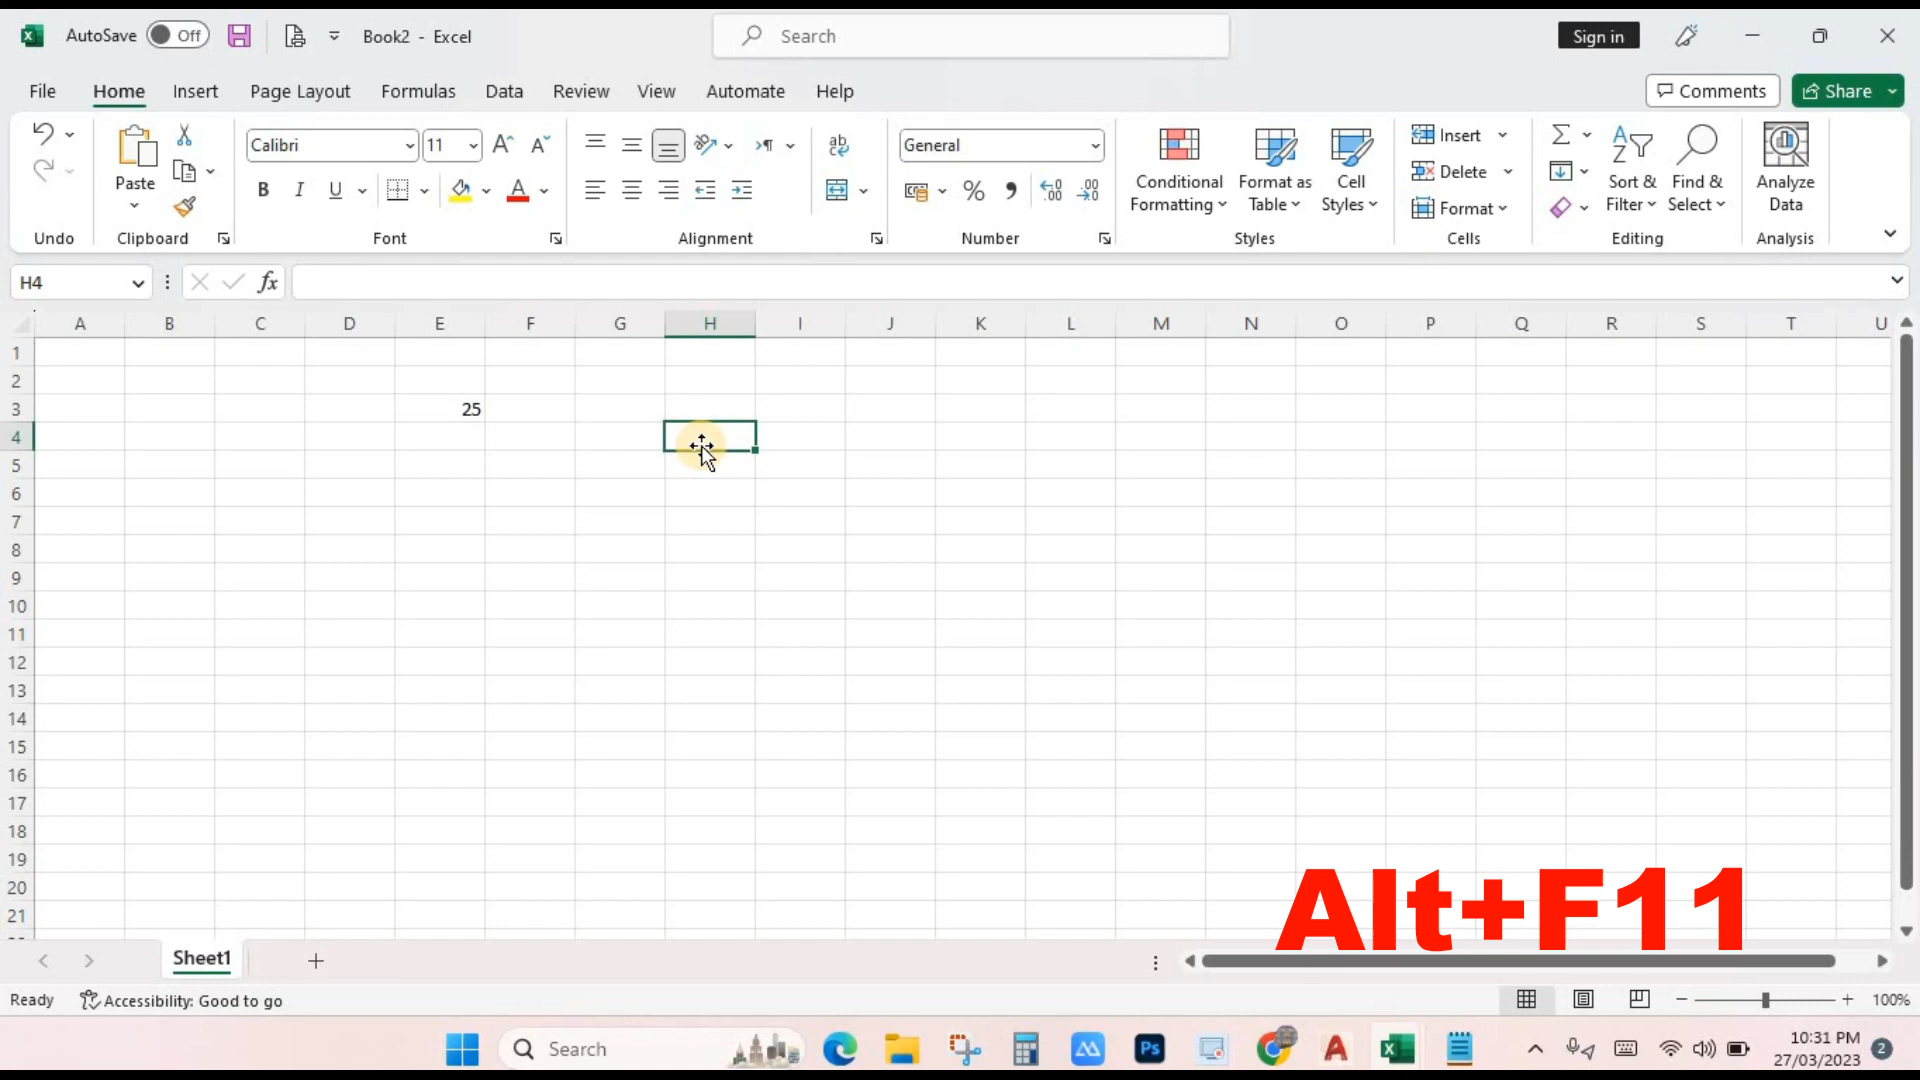 AutoSave Off Book2 - Excel Search Sign in
File Home Insert Page Layout Formulas Data Review View Automate Help Comments Share
Calibri 11 General Insert
Paste Conditional Format as Cell Delete Sort & Find & Analyze
B I U % Formatting Table Styles Format Filter Select Data
Undo Clipboard Font Alignment Number Styles Cells Editing Analysis
H4 fx
A B C D E F G H I J K L M N O P Q R S T U
1
2
3 25
4
5
6
7
8
9
10
11
12
13
14
15
16
17
18
19
20
21
Alt+F11
Sheet1
Ready Accessibility: Good to go 100%
Search Ps 10:31 PM
27/03/2023 2